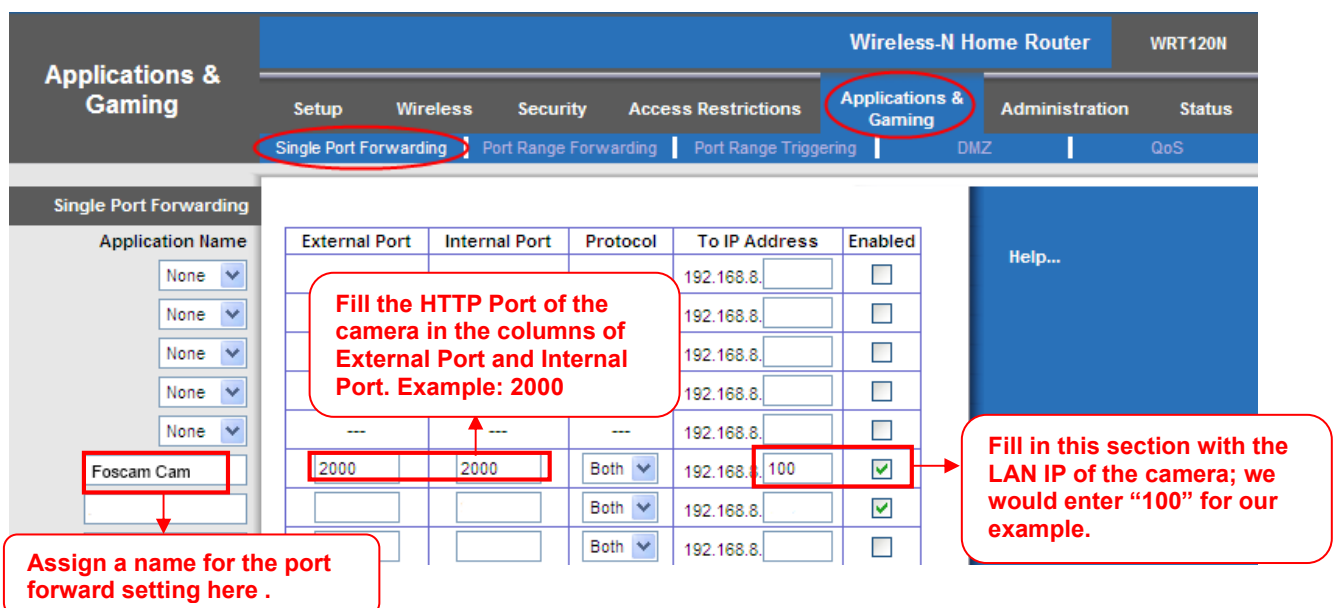 Wireless-N Home Router WRT120N
Applications &
Gaming
Setup Wireless Security Access Restrictions Applications &
Gaming Administration Status
Single Port Forwarding Port Range Forwarding Port Range Triggering DMZ QoS
Single Port Forwarding
Application Name External Port Internal Port Protocol To IP Address Enabled
Help...
None 192.168.8.
None 192.168.8.
None 192.168.8.
None 192.168.8.
None --- --- --- 192.168.8.
Fill the HTTP Port of the
camera in the columns of
External Port and Internal
Port. Example: 2000
Foscam Cam 2000 2000 Both 192.168.8. 100
Both 192.168.8.
Both 192.168.8.
Fill in this section with the
LAN IP of the camera; we
would enter “100” for our
example.
Assign a name for the port
forward setting here .